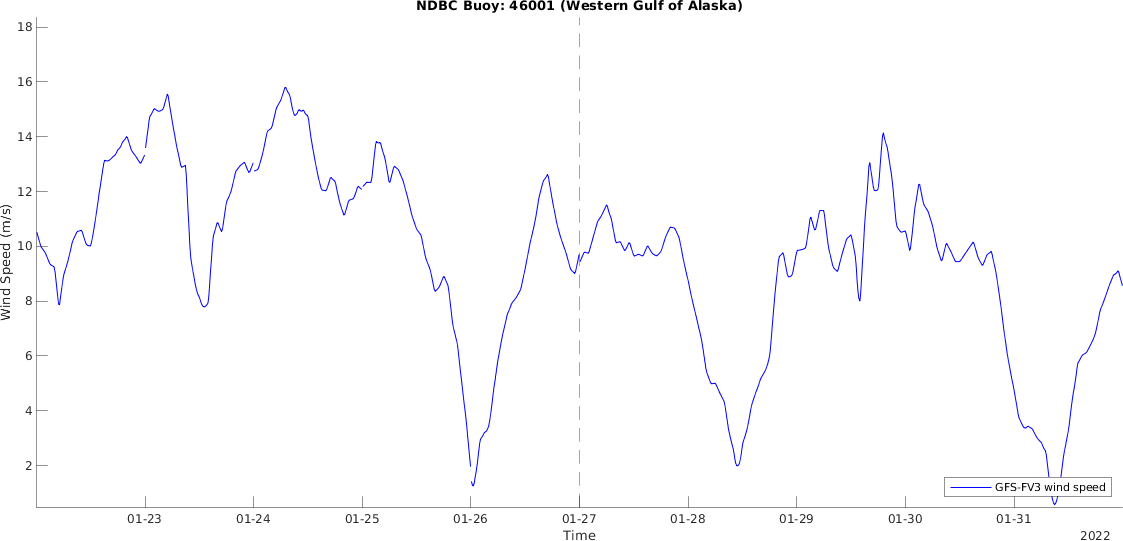 NDBC Buoy: 46001 (Western Gulf of Alaska)
18
16
14
12
10
8
6
4
2
Wind Speed (m/s)
GFS-FV3 wind speed
01-23 01-24 01-25 01-26 01-27 01-28 01-29 01-30 01-31
Time
2022